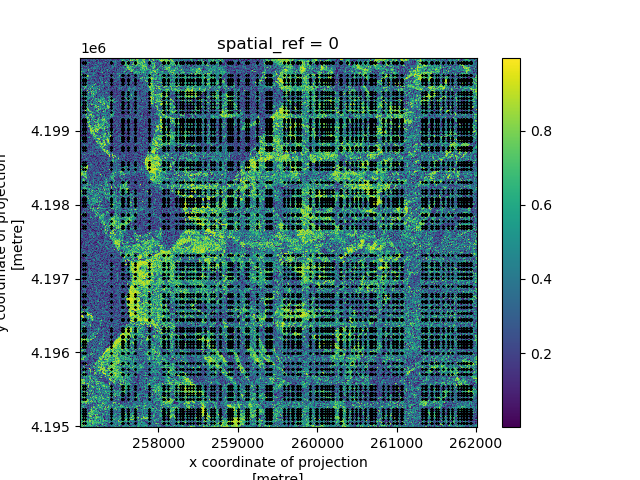 spatial_ref = 0
1e6
4.199
4.198
4.197
4.196
4.195
y coordinate of projection
[metre]
258000 259000 260000 261000 262000
x coordinate of projection
[metre]
0.8
0.6
0.4
0.2